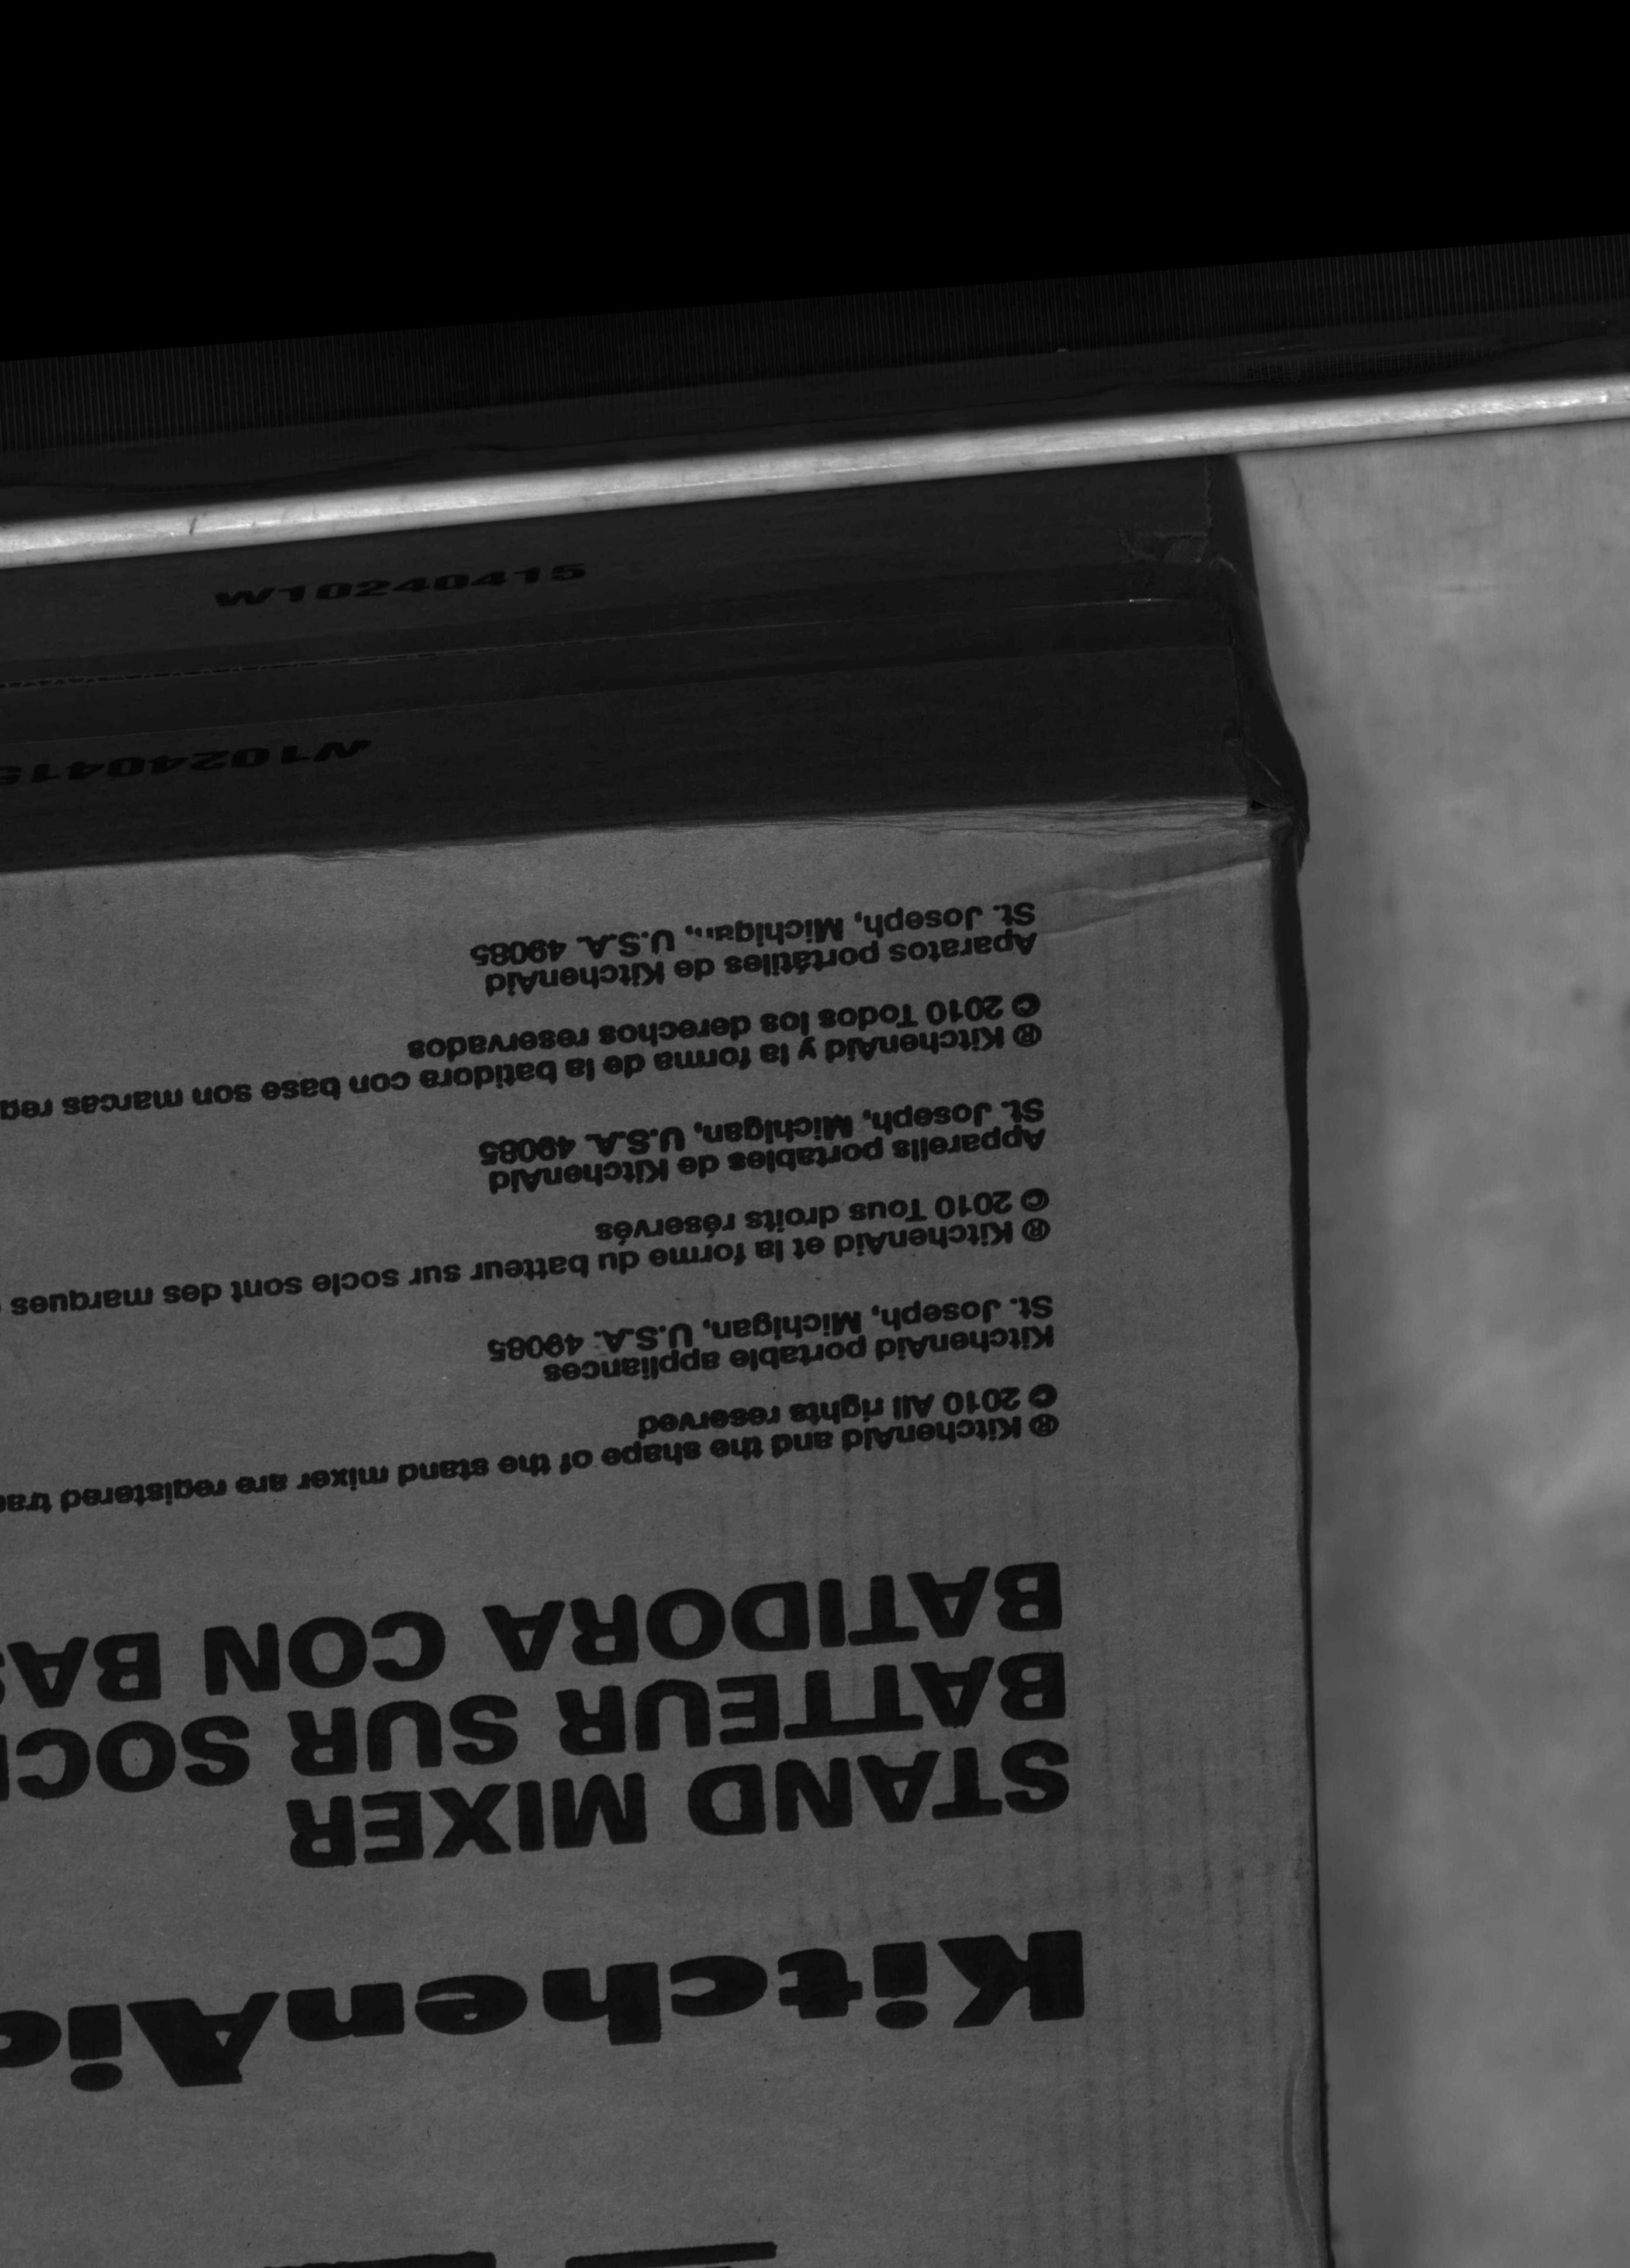 KitchenAid
STAND MIXER
BATTEUR SUR
BATIDORA CON
® KitchenAid and the shape of the stand mixer are registered
© 2010 All rights reserved
KitchenAid portable appliances
St. Joseph, Michigan, U.S.A. 49085
® KitchenAid et la forme du batteur sur socle sont des marques
© 2010 Tous droits réservés
Appareils portables de KitchenAid
St. Joseph, Michigan, U.S.A. 49085
® KitchenAid y la forma de la batidora con base son marcas
© 2010 Todos los derechos reservados
Aparatos portátiles de KitchenAid
St. Joseph, Michigan, U.S.A. 49085
W10240415
W10240415